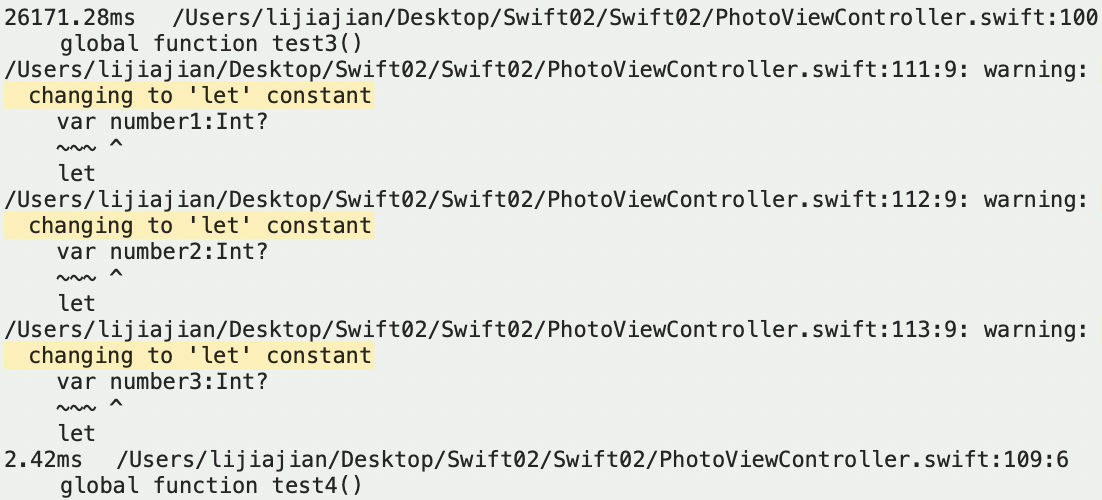 26171.28ms   /Users/lijiajian/Desktop/Swift02/Swift02/PhotoViewController.swift:100
global function test3()
/Users/lijiajian/Desktop/Swift02/Swift02/PhotoViewController.swift:111:9: warning:
changing to 'let' constant
var number1:Int?
~~~ ^
let
/Users/lijiajian/Desktop/Swift02/Swift02/PhotoViewController.swift:112:9: warning:
changing to 'let' constant
var number2:Int?
~~~ ^
let
/Users/lijiajian/Desktop/Swift02/Swift02/PhotoViewController.swift:113:9: warning:
changing to 'let' constant
var number3:Int?
~~~ ^
let
2.42ms   /Users/lijiajian/Desktop/Swift02/Swift02/PhotoViewController.swift:109:6
global function test4()